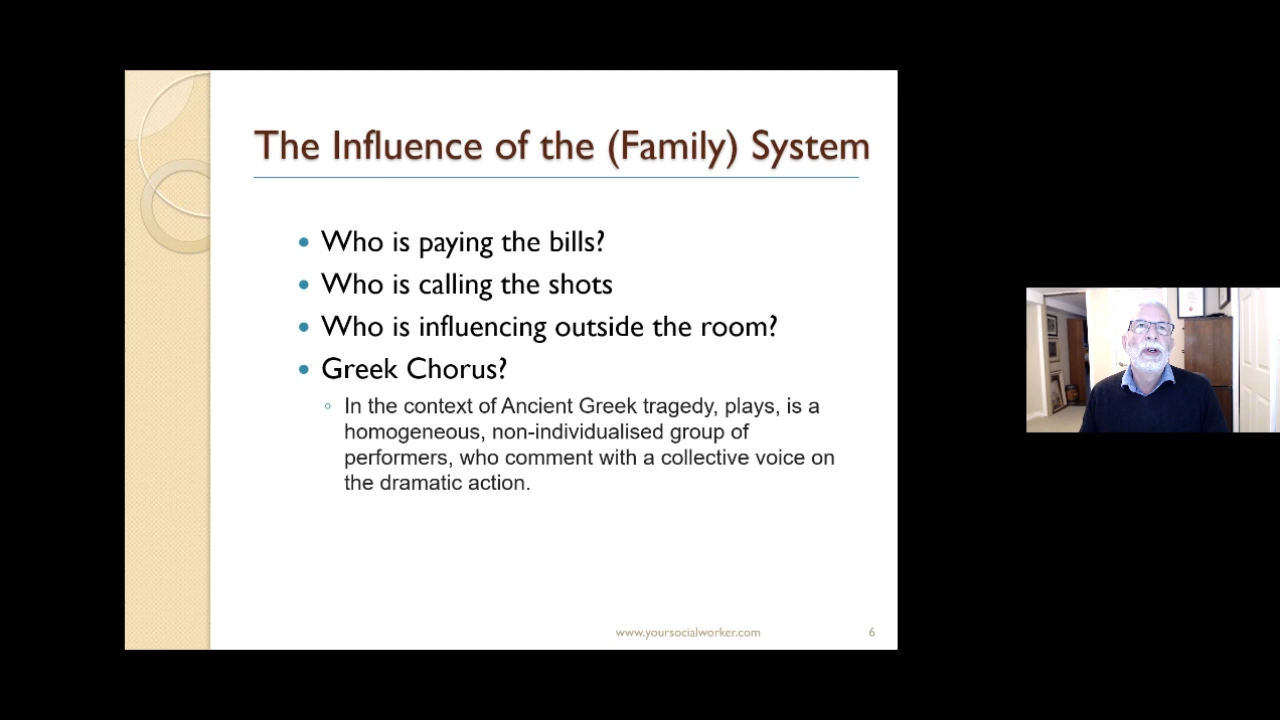 The Influence of the (Family) System
Who is paying the bills?
Who is calling the shots
Who is influencing outside the room?
Greek Chorus?
In the context of Ancient Greek tragedy, plays, is a
homogeneous, non-individualised group of
performers, who comment with a collective voice on
the dramatic action.
www.yoursocialworker.com
6